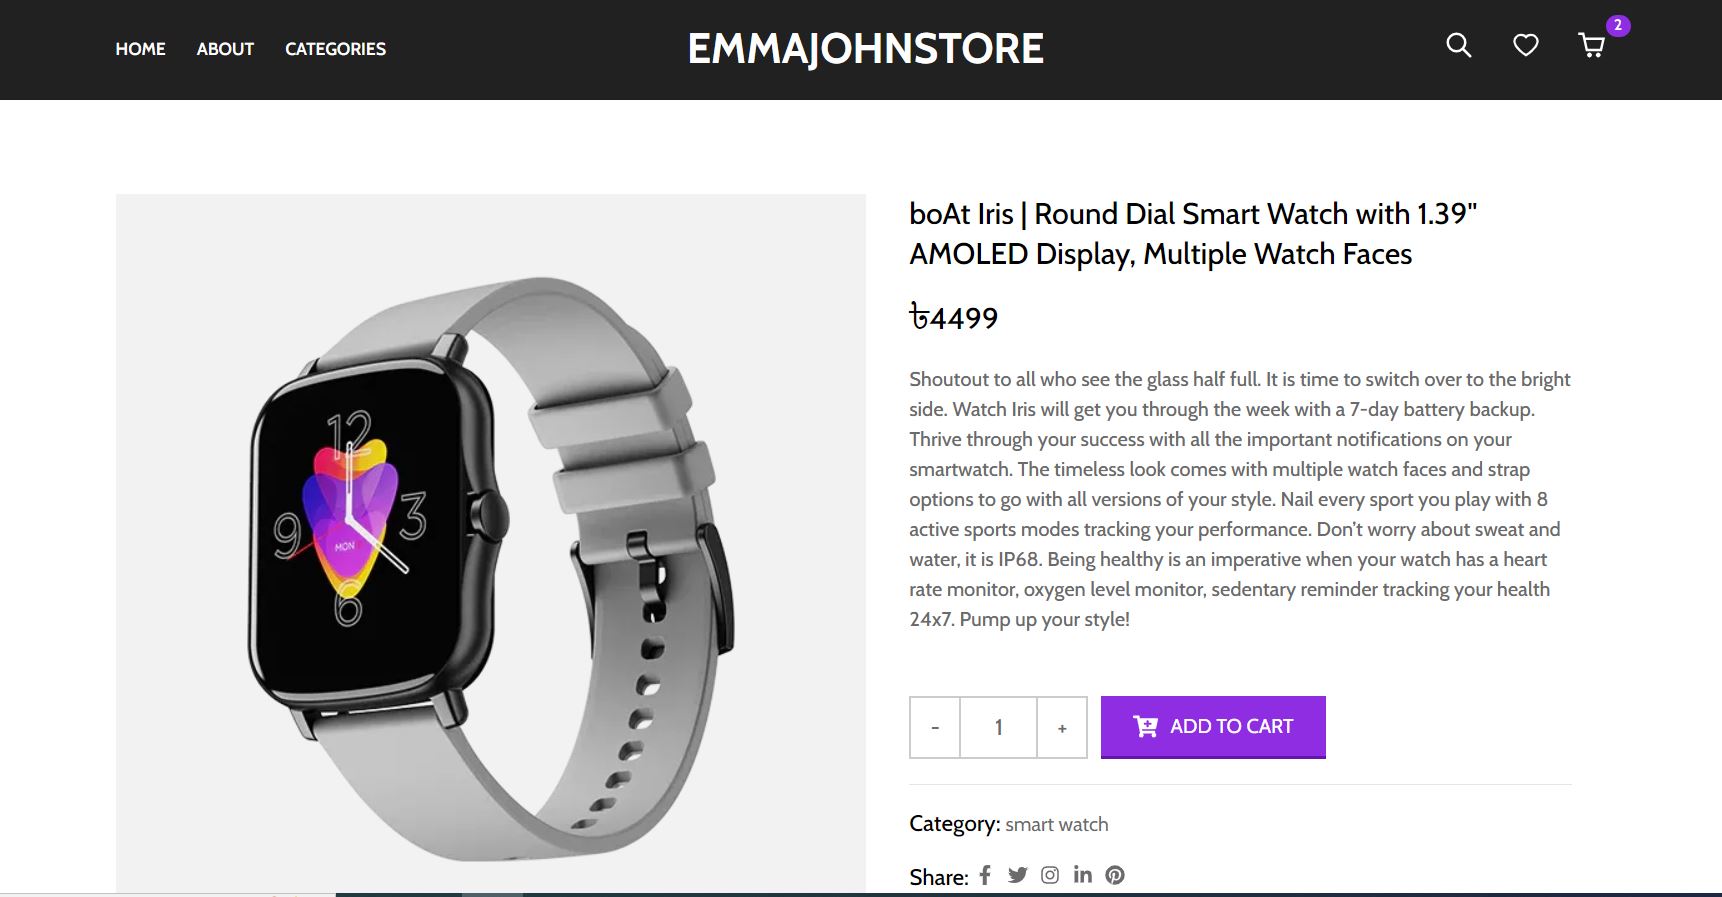 HOME ABOUT CATEGORIES
EMMAJOHNSTORE
2
12
3
9
6
MON
boAt Iris | Round Dial Smart Watch with 1.39"
AMOLED Display, Multiple Watch Faces
৳4499
Shoutout to all who see the glass half full. It is time to switch over to the bright
side. Watch Iris will get you through the week with a 7-day battery backup.
Thrive through your success with all the important notifications on your
smartwatch. The timeless look comes with multiple watch faces and strap
options to go with all versions of your style. Nail every sport you play with 8
active sports modes tracking your performance. Don’t worry about sweat and
water, it is IP68. Being healthy is an imperative when your watch has a heart
rate monitor, oxygen level monitor, sedentary reminder tracking your health
24x7. Pump up your style!
- 1 +
ADD TO CART
Category: smart watch
Share: